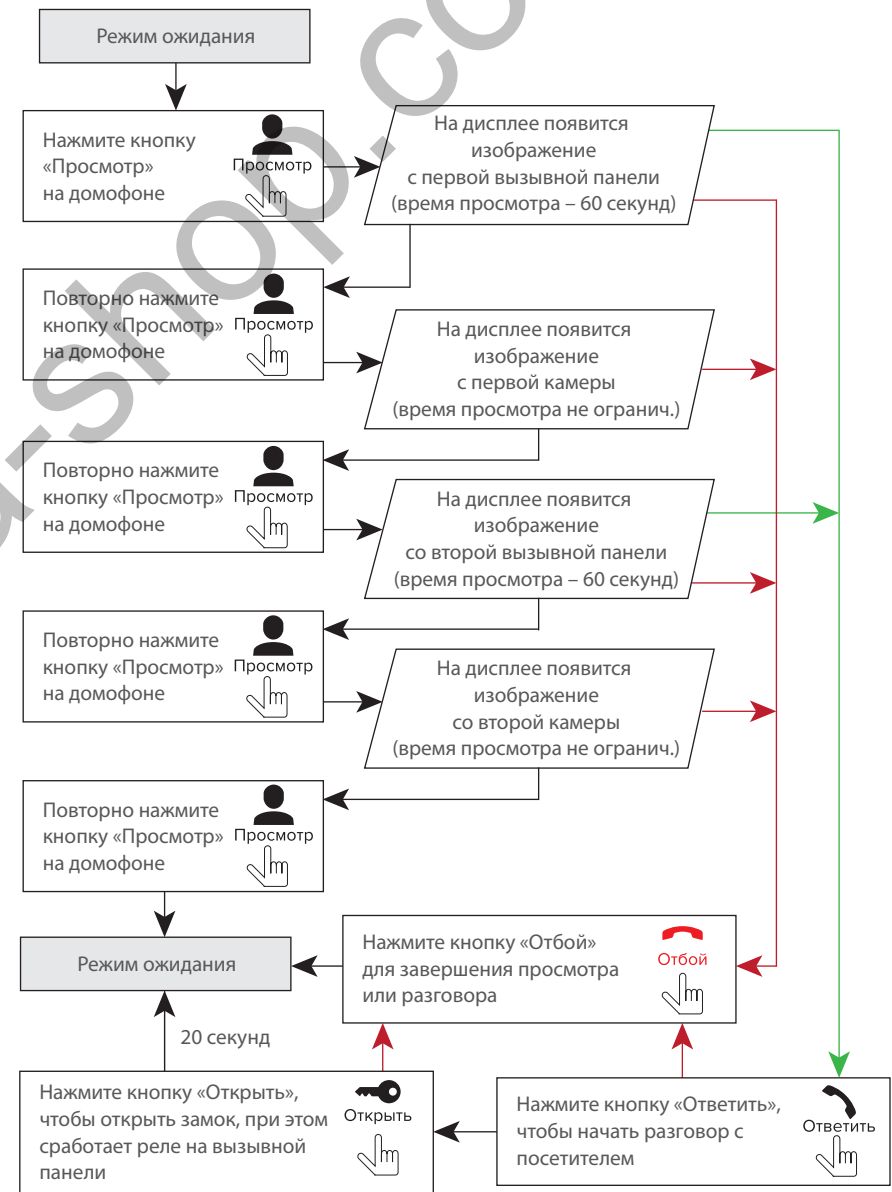 Режим ожидания
Нажмите кнопку
«Просмотр»
на домофоне
Просмотр
На дисплее появится
изображение
с первой вызывной панели
(время просмотра – 60 секунд)
Повторно нажмите
кнопку «Просмотр»
на домофоне
Просмотр
На дисплее появится
изображение
с первой камеры
(время просмотра не огранич.)
Повторно нажмите
кнопку «Просмотр»
на домофоне
Просмотр
На дисплее появится
изображение
со второй вызывной панели
(время просмотра – 60 секунд)
Повторно нажмите
кнопку «Просмотр»
на домофоне
Просмотр
На дисплее появится
изображение
со второй камеры
(время просмотра не огранич.)
Повторно нажмите
кнопку «Просмотр»
на домофоне
Просмотр
Режим ожидания
Нажмите кнопку «Отбой»
для завершения просмотра
или разговора
Отбой
20 секунд
Нажмите кнопку «Открыть»,
чтобы открыть замок, при этом
сработает реле на вызывной
панели
Открыть
Нажмите кнопку «Ответить»,
чтобы начать разговор с
посетителем
Ответить
a-shop.co